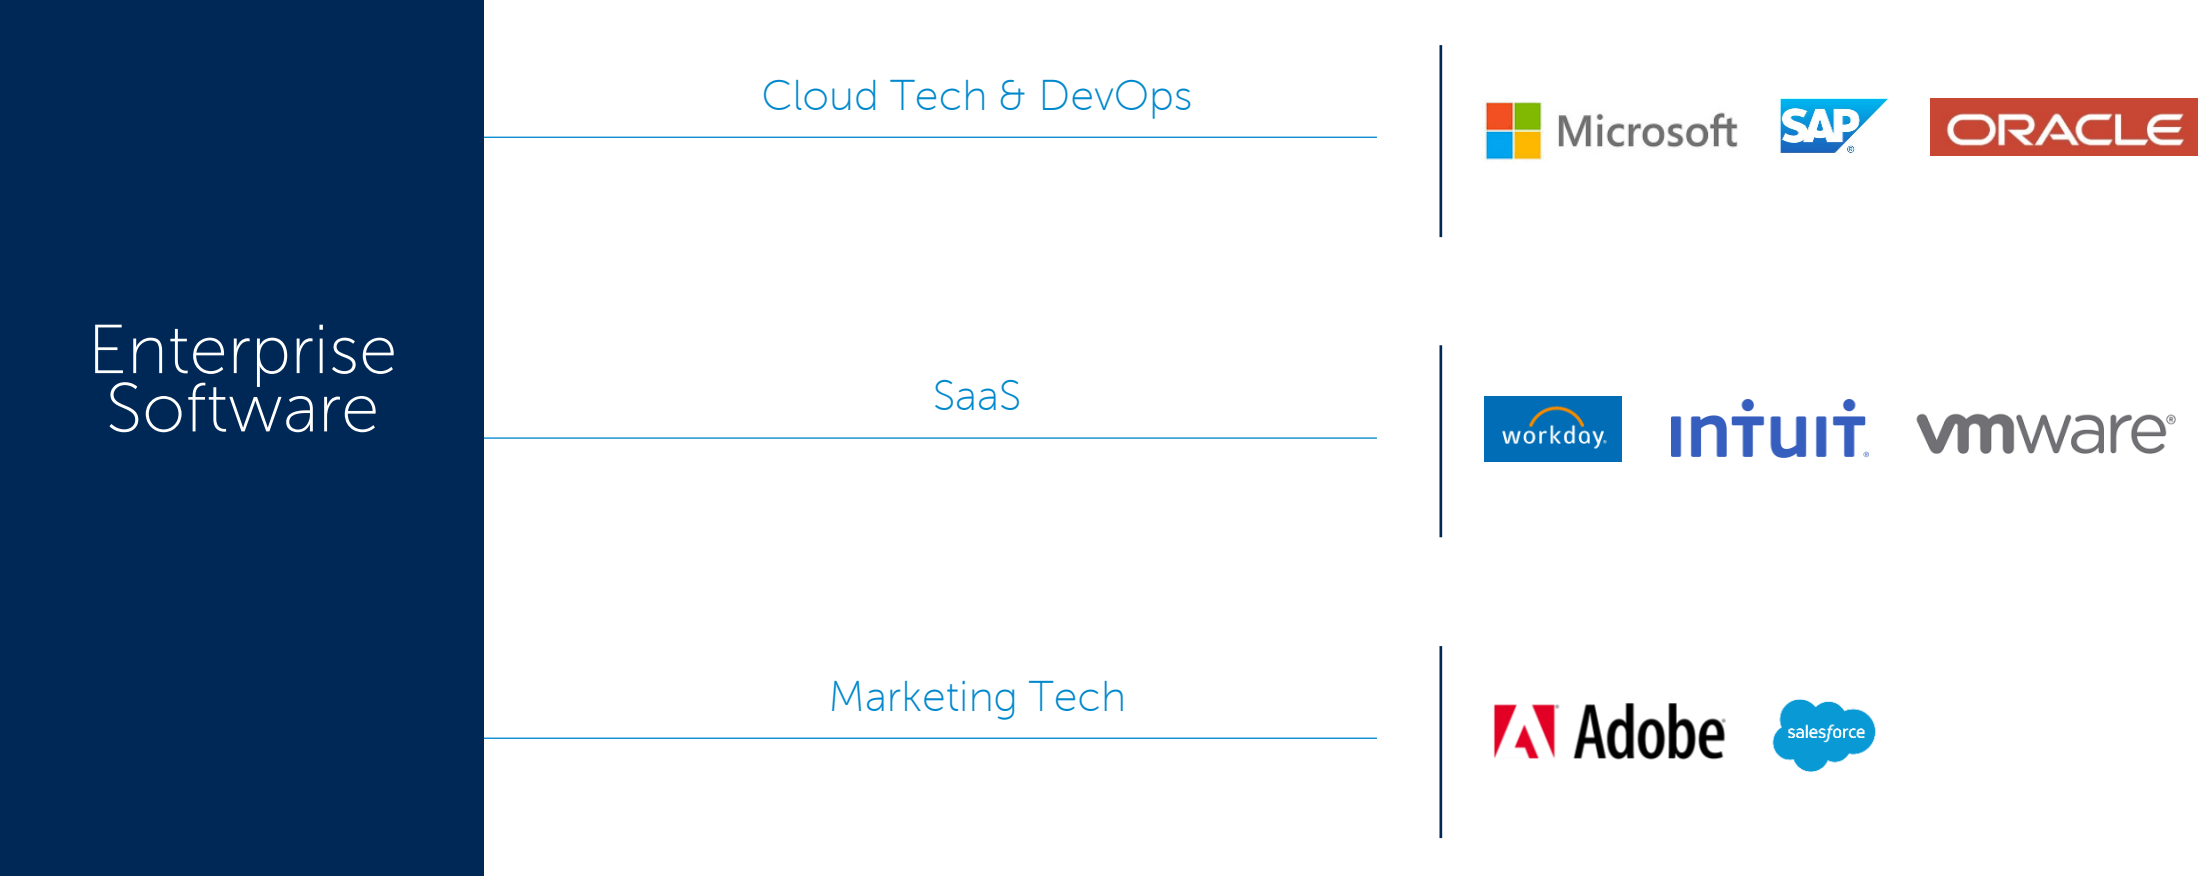 Enterprise
Software
Cloud Tech & DevOps
Microsoft SAP® ORACLE
SaaS
workday. intuit® vmware®
Marketing Tech
Adobe salesforce